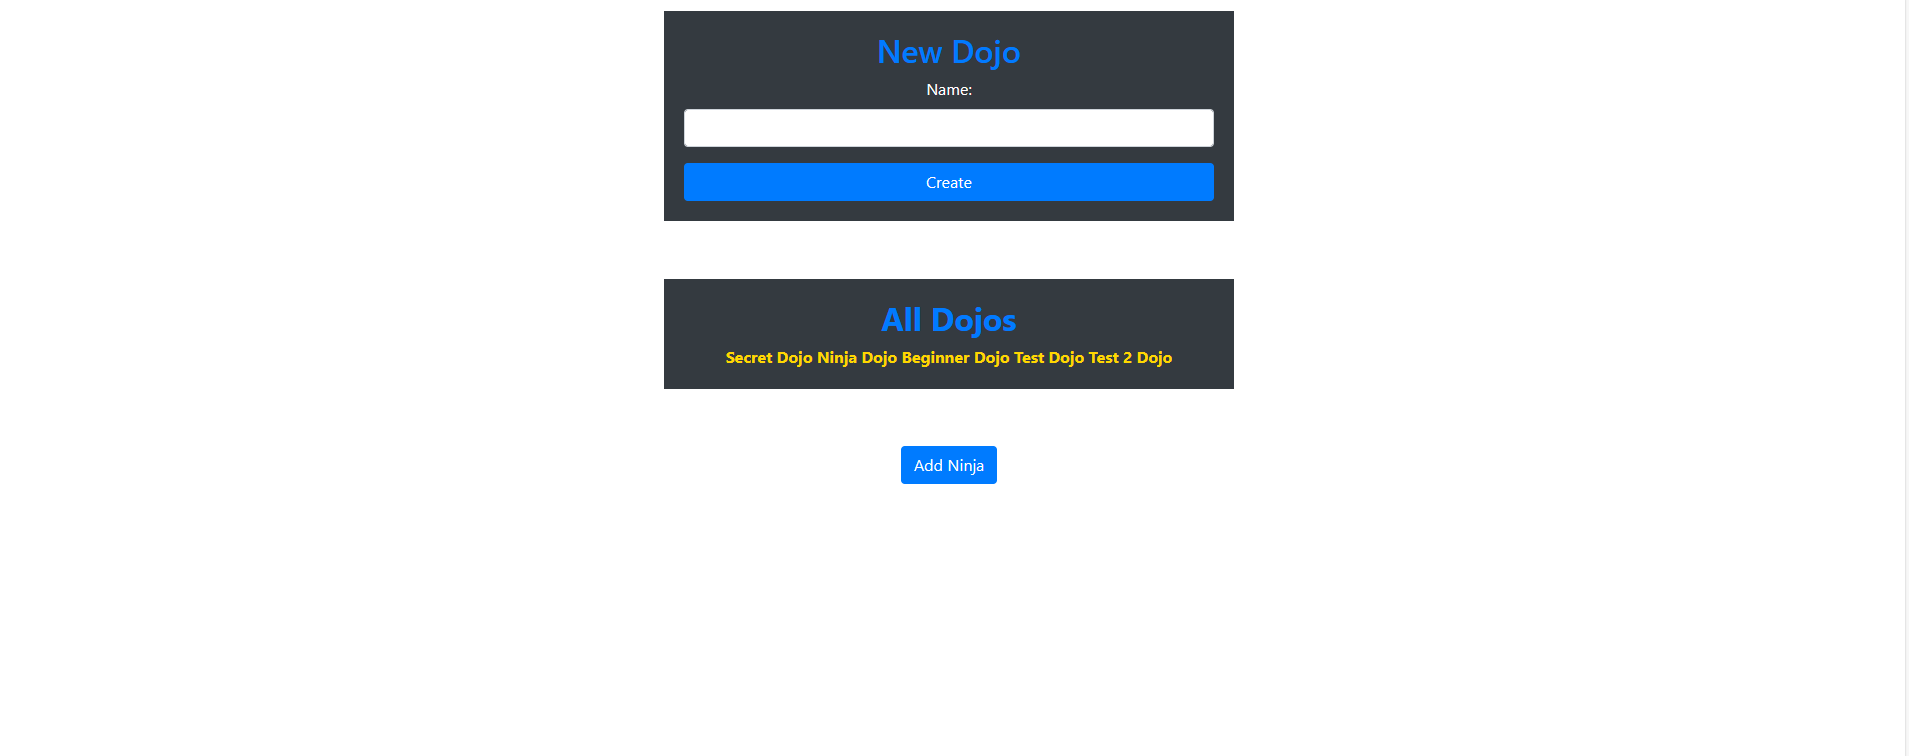 New Dojo
Name:
Create
All Dojos
Secret Dojo Ninja Dojo Beginner Dojo Test Dojo Test 2 Dojo
Add Ninja